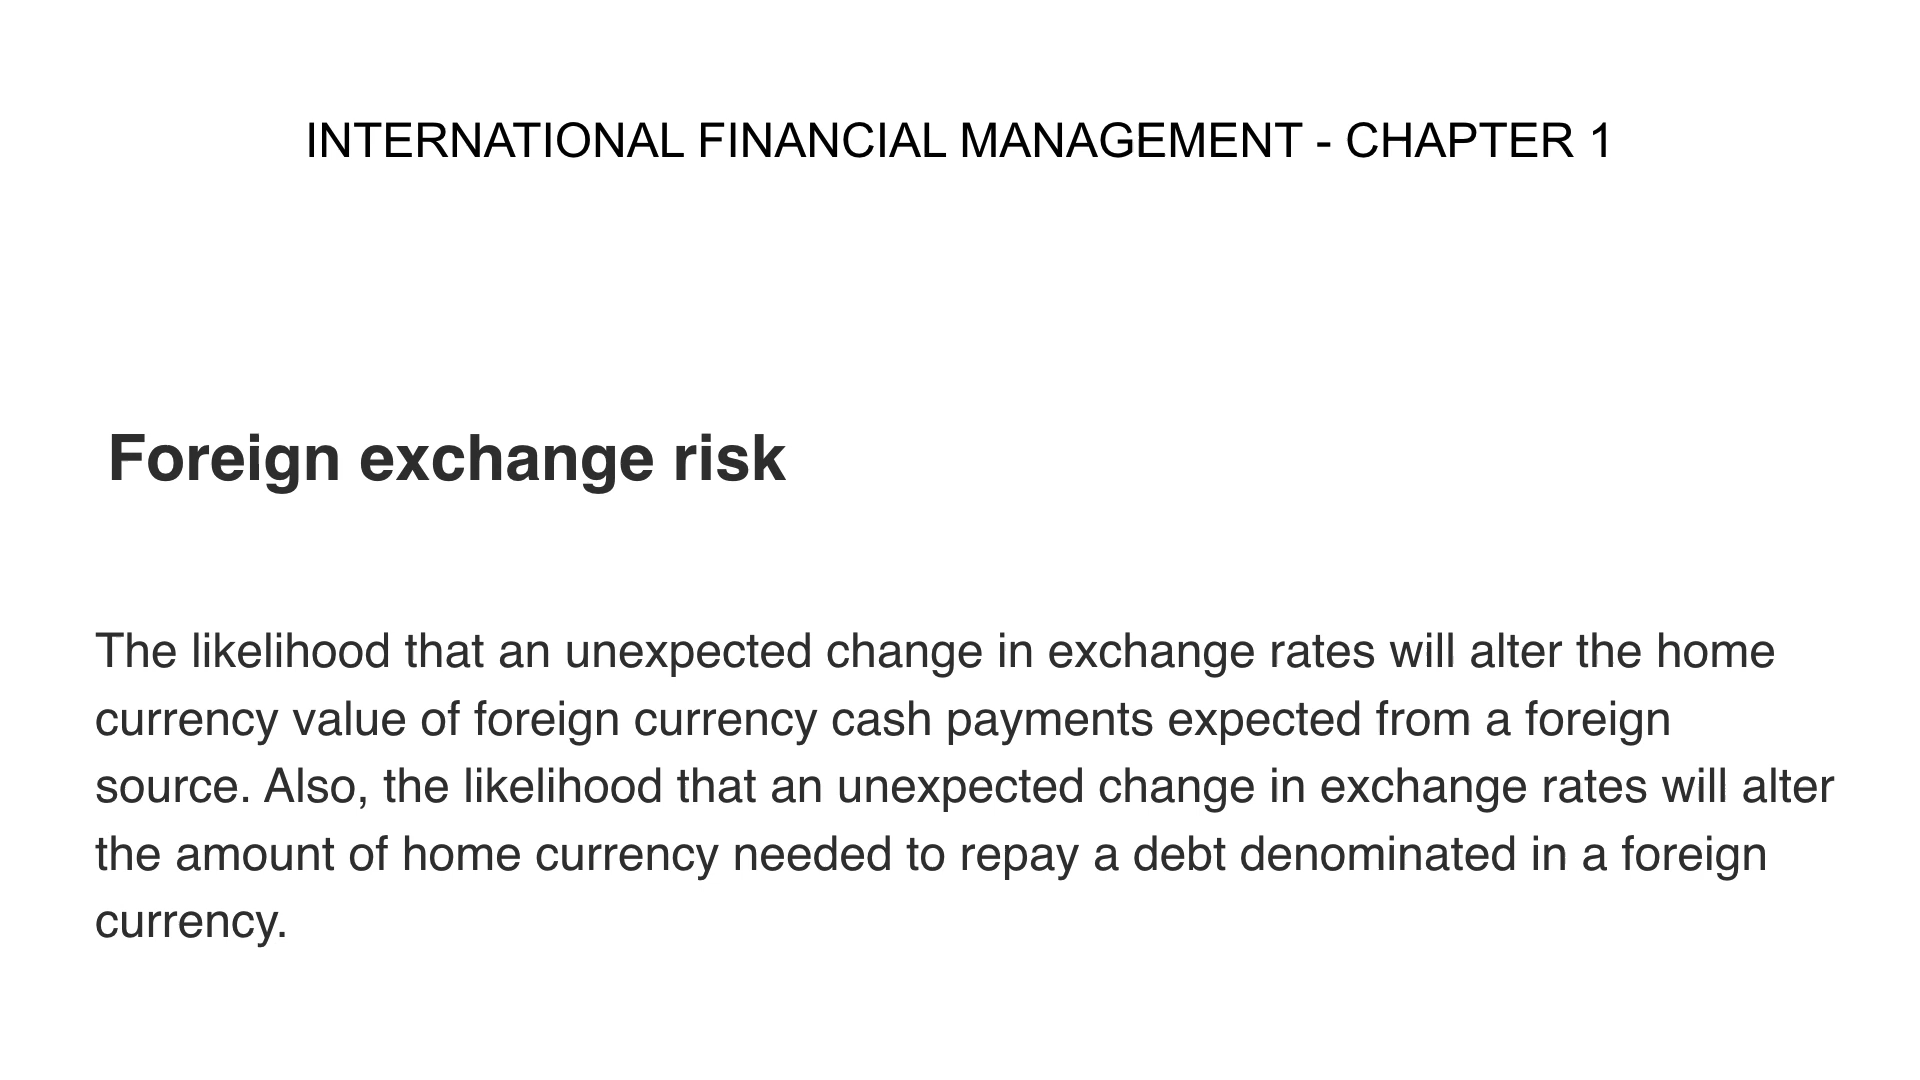 INTERNATIONAL FINANCIAL MANAGEMENT - CHAPTER 1
Foreign exchange risk
The likelihood that an unexpected change in exchange rates will alter the home
currency value of foreign currency cash payments expected from a foreign
source. Also, the likelihood that an unexpected change in exchange rates will alter
the amount of home currency needed to repay a debt denominated in a foreign
currency.